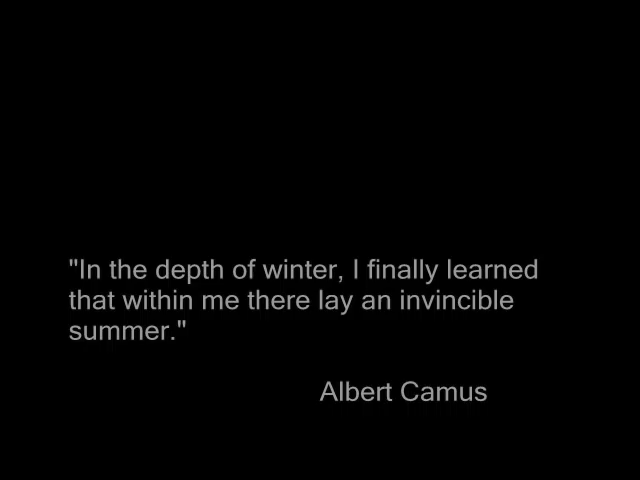 "In the depth of winter, I finally learned
that within me there lay an invincible
summer."
Albert Camus